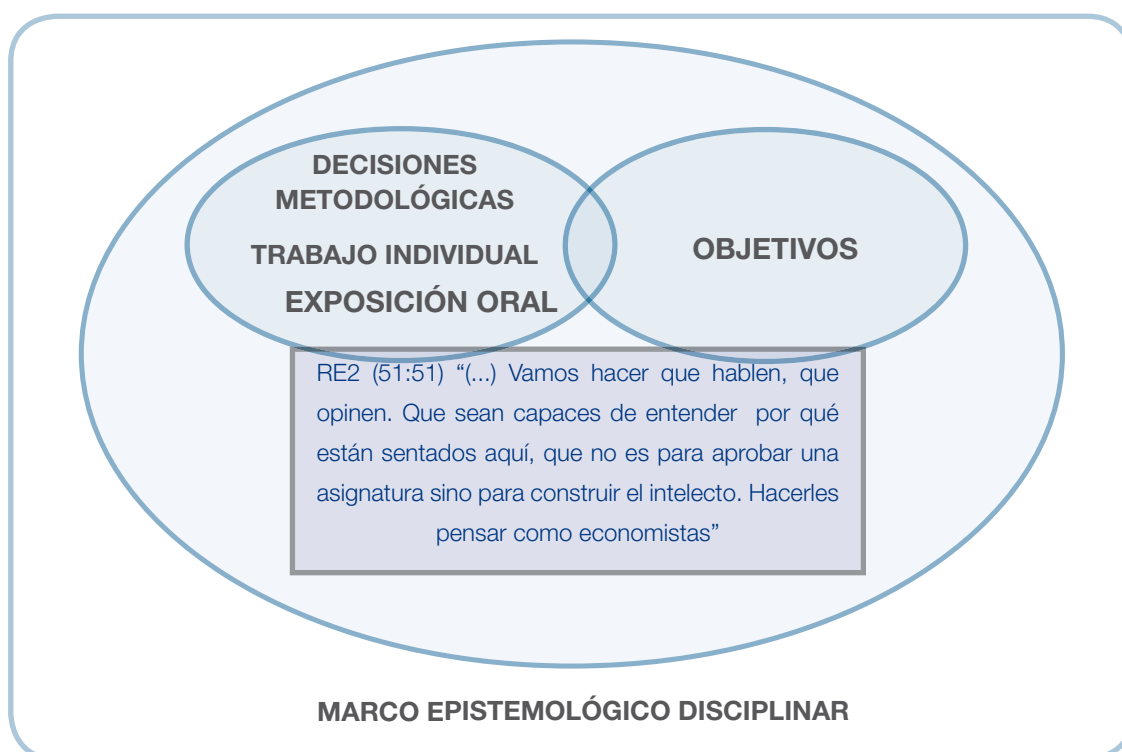 DECISIONES
METODOLÓGICAS
TRABAJO INDIVIDUAL
EXPOSICIÓN ORAL
OBJETIVOS
RE2 (51:51) “(...) Vamos hacer que hablen, que
opinen. Que sean capaces de entender por qué
están sentados aquí, que no es para aprobar una
asignatura sino para construir el intelecto. Hacerles
pensar como economistas”
MARCO EPISTEMOLÓGICO DISCIPLINAR